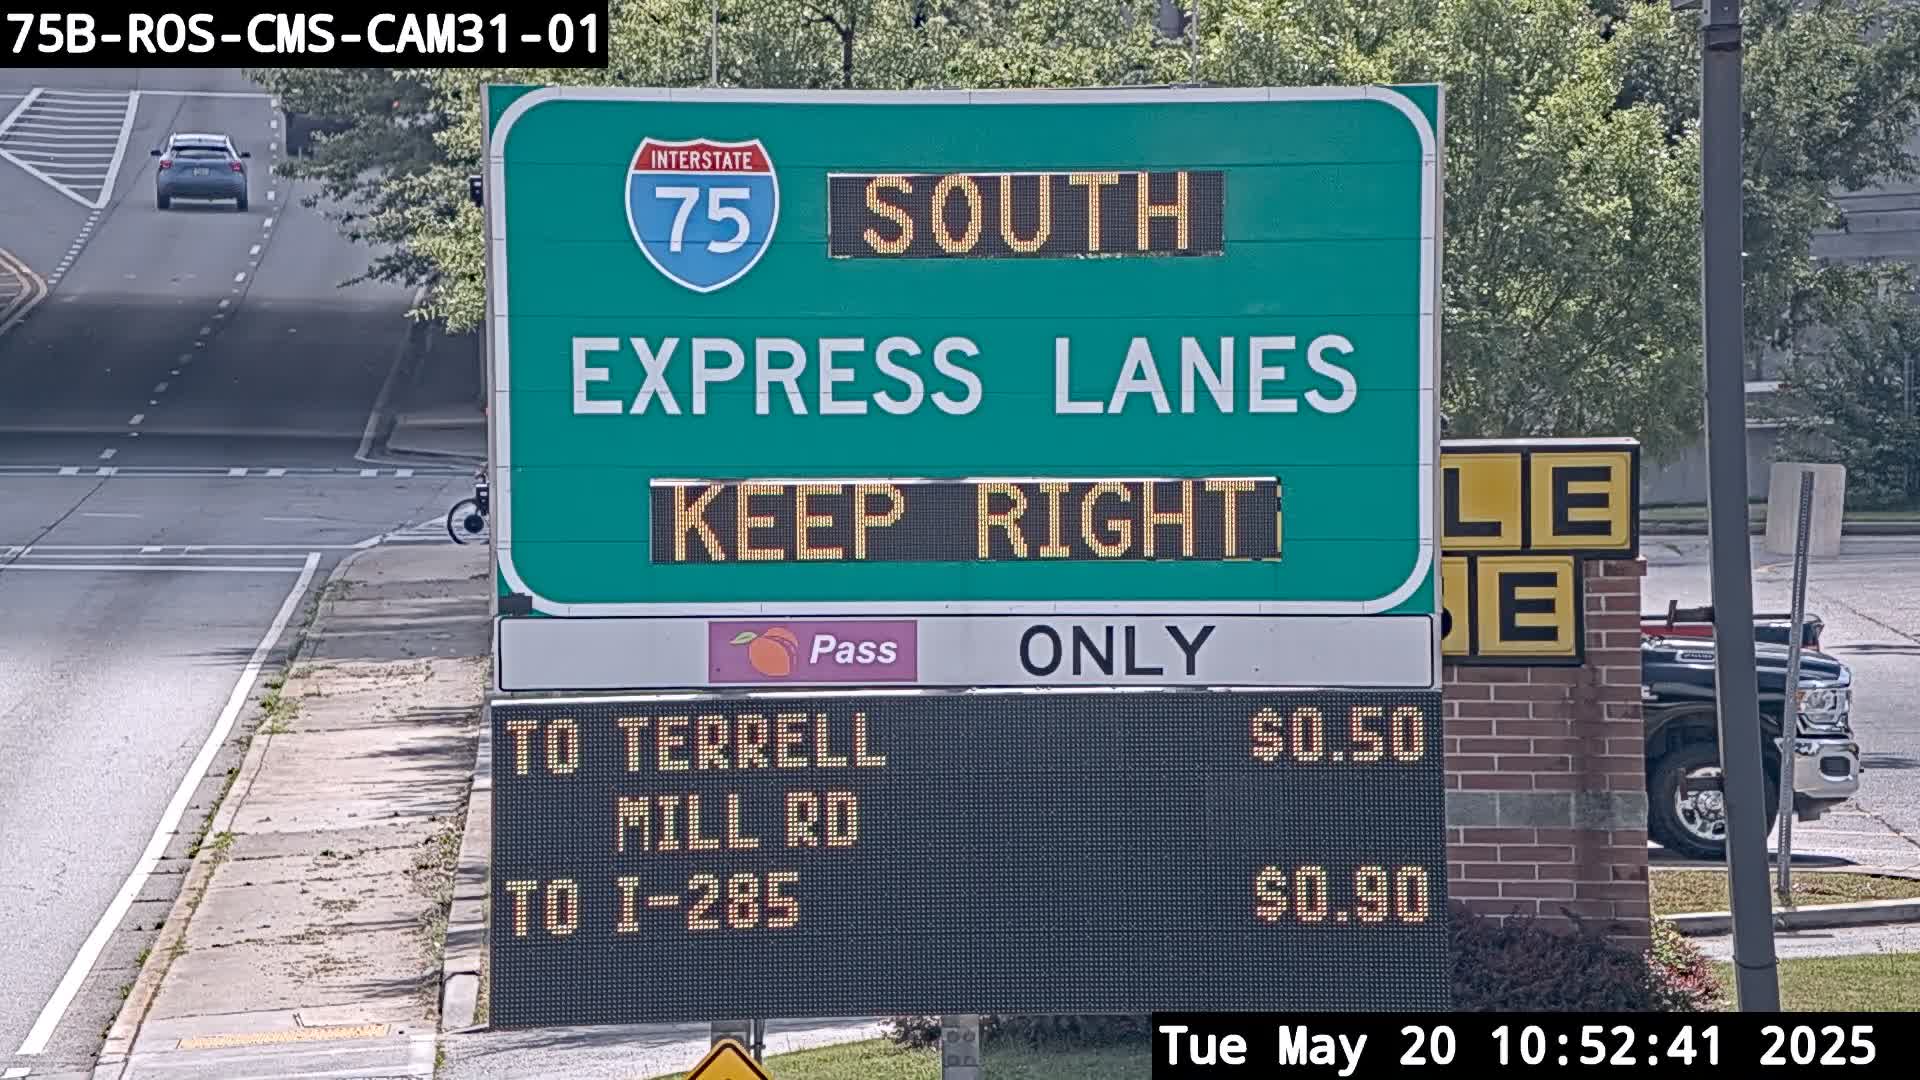 75B-ROS-CMS-CAM31-01
INTERSTATE
75
SOUTH
EXPRESS LANES
KEEP RIGHT
Pass ONLY
TO TERRELL $0.50
MILL RD
TO I-285 $0.90
LE
E
Tue May 20 10:52:41 2025